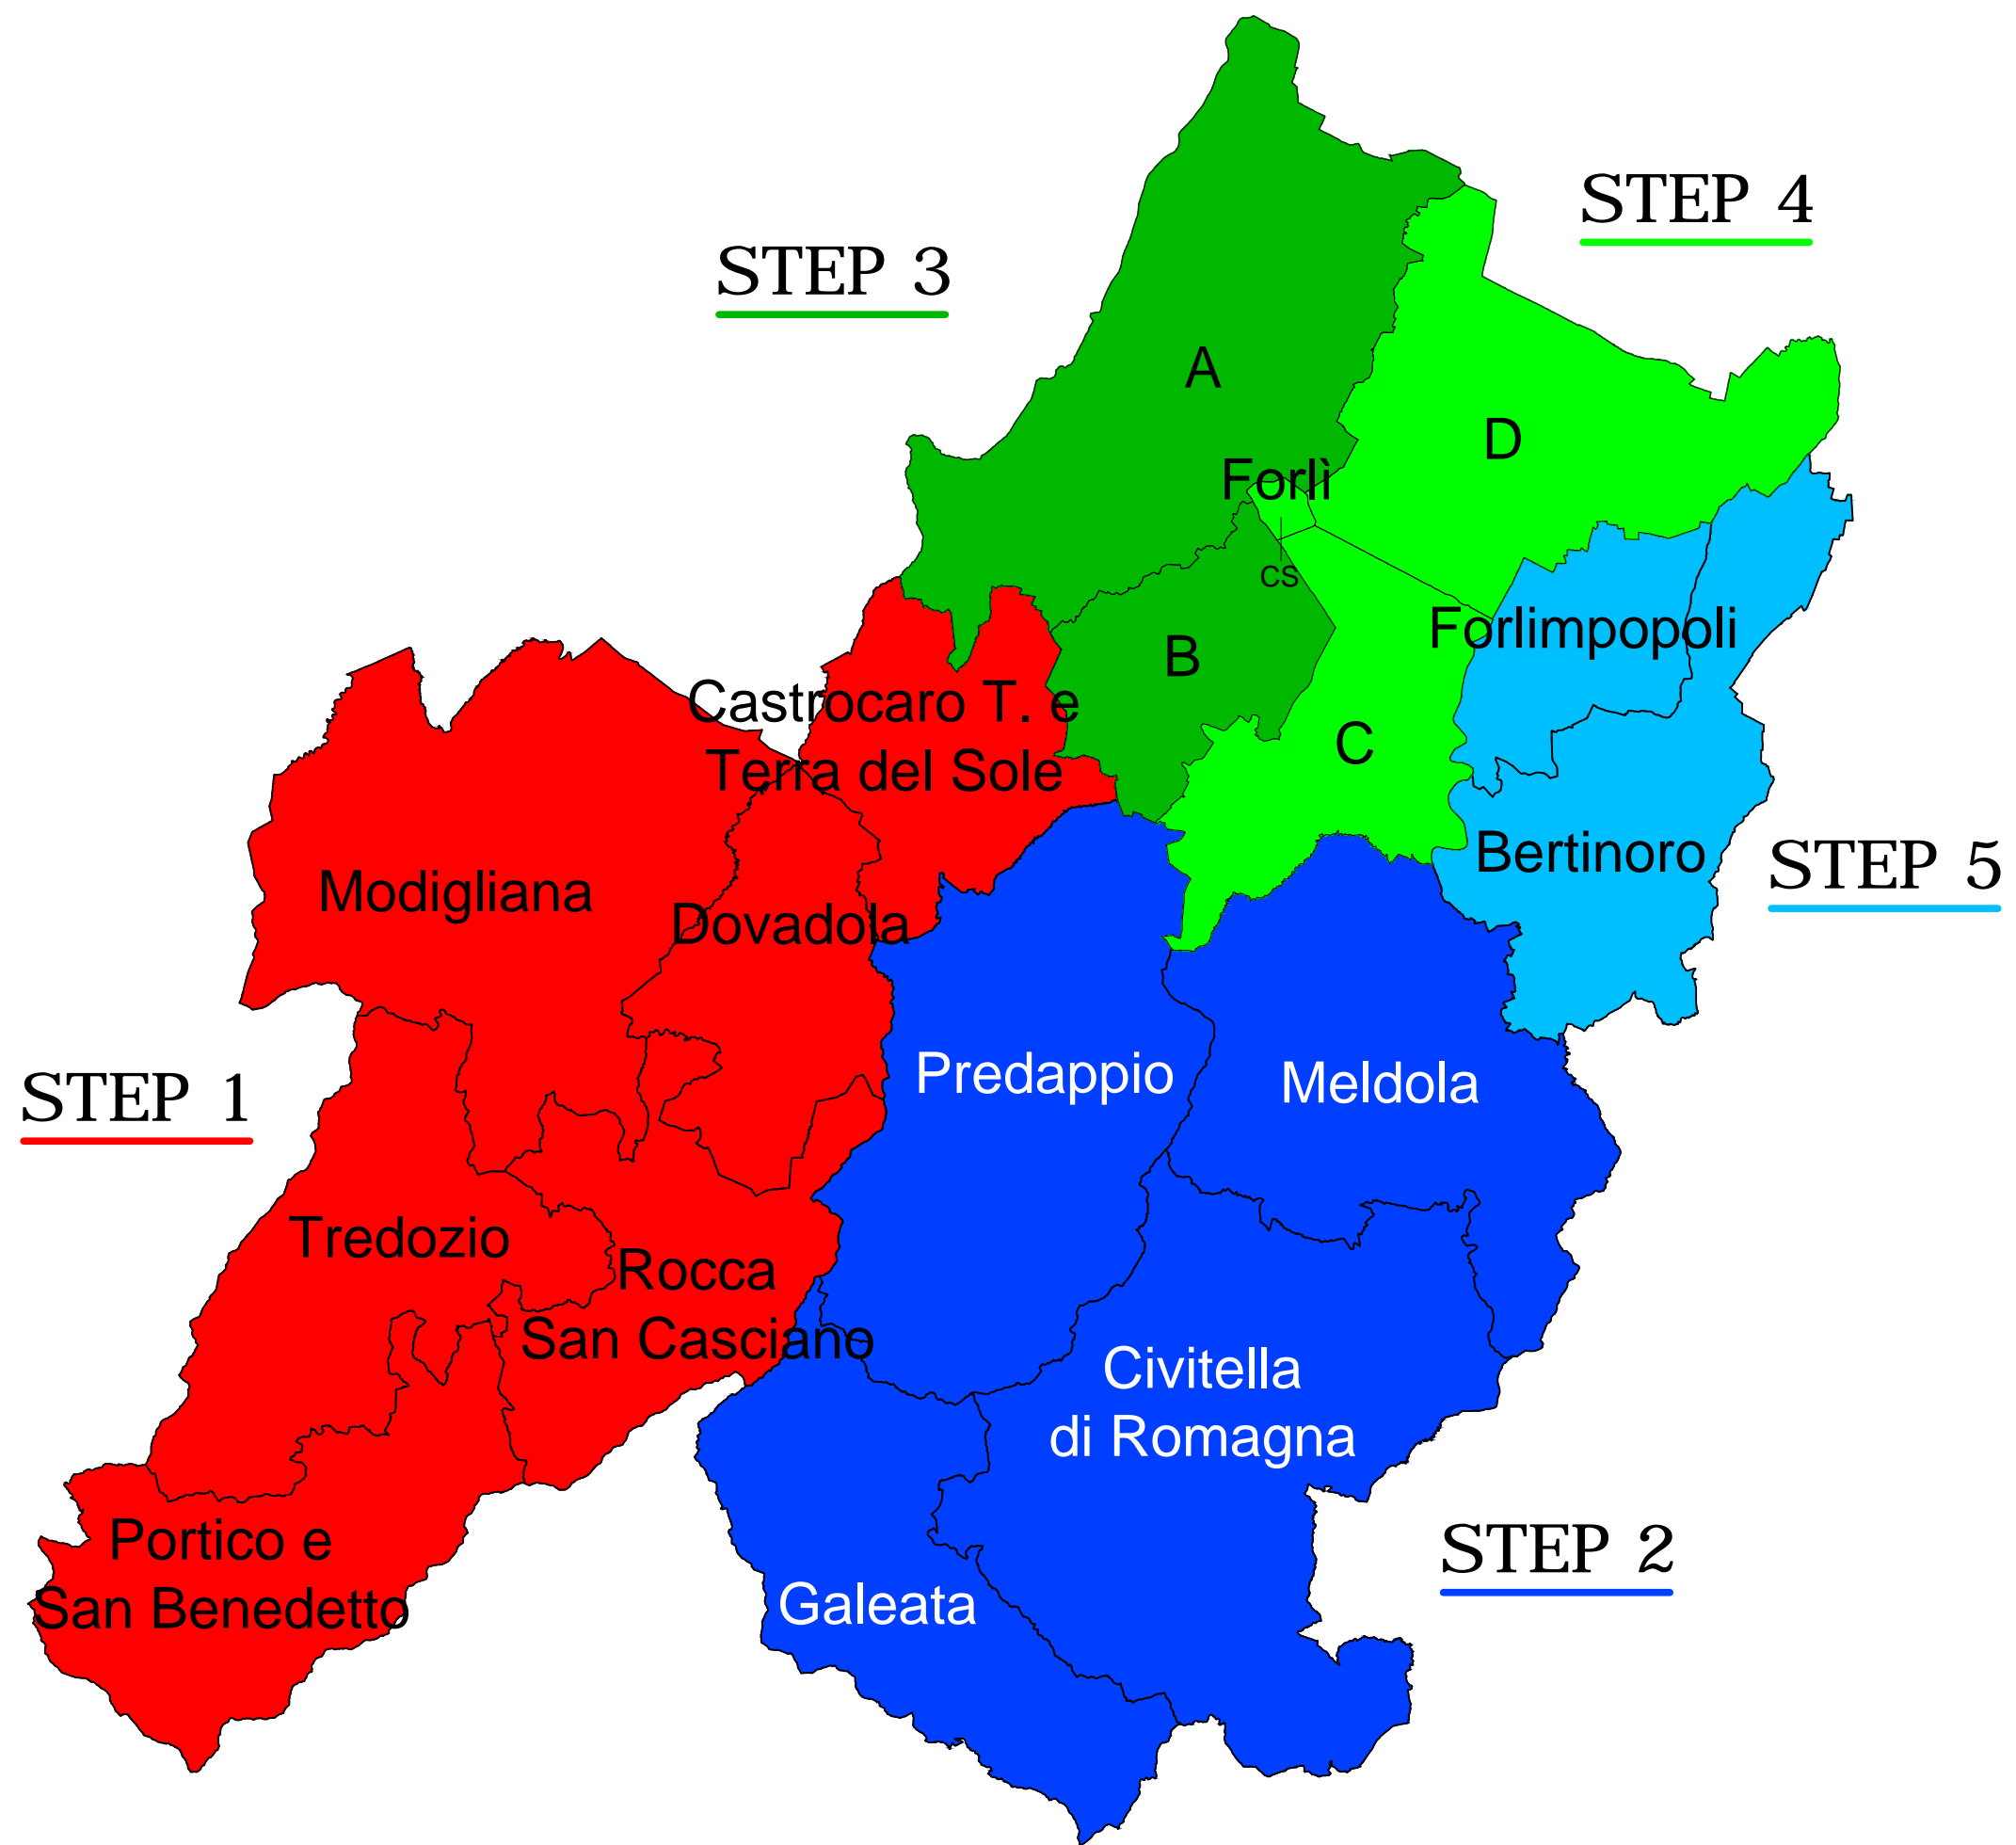 STEP 4
STEP 3
A
D
Forlì
CS
Forlimpopoli
B
Castrocaro T. e
Terra del Sole
C
Bertinoro
STEP 5
Modigliana
Dovadola
Predappio
Meldola
STEP 1
Tredozio
Rocca
San Casciano
Civitella
di Romagna
Portico e
San Benedetto
STEP 2
Galeata